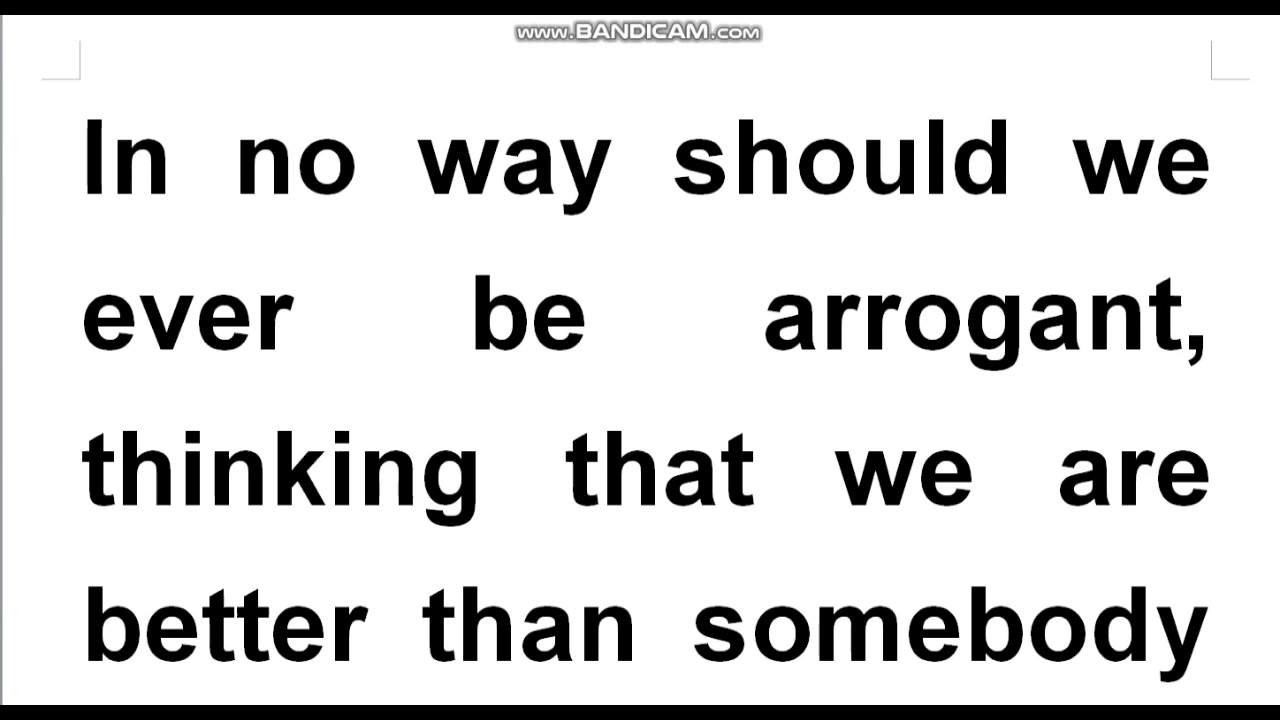 www.BANDICAM.com
In no way should we
ever be arrogant,
thinking that we are
better than somebody